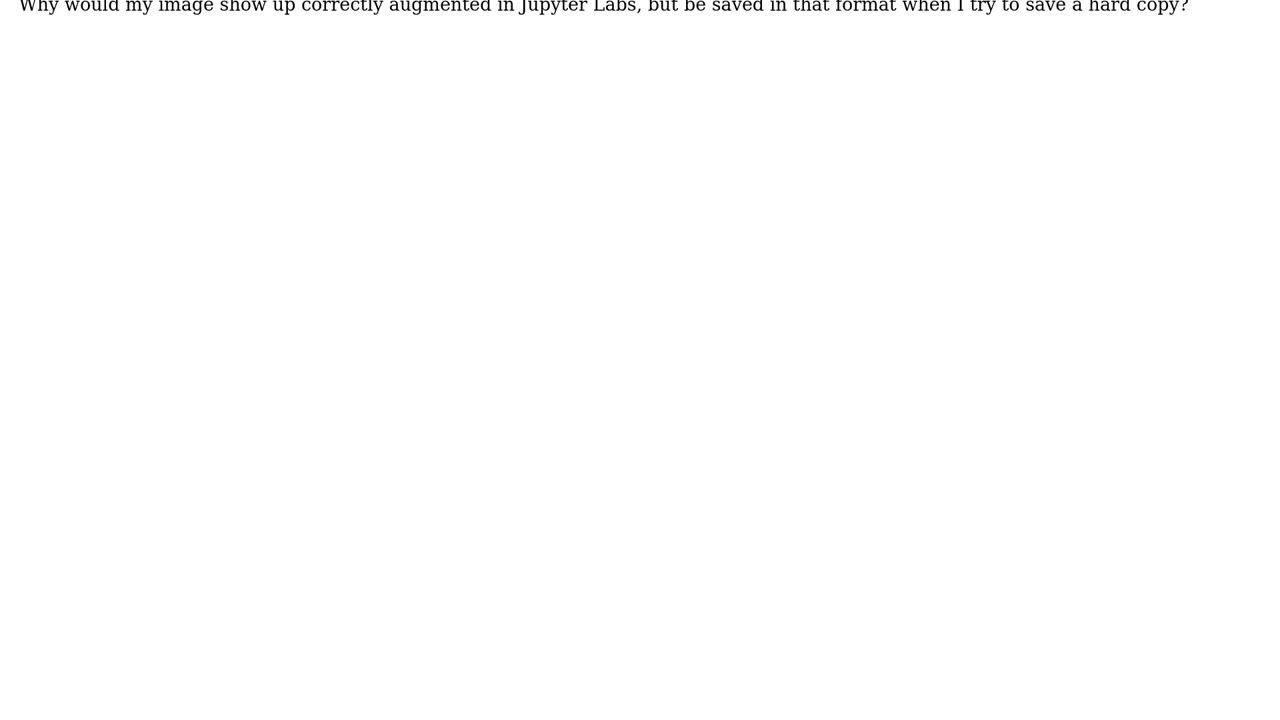 Why would my image show up correctly augmented in Jupyter Labs, but be saved in that format when I try to save a hard copy?